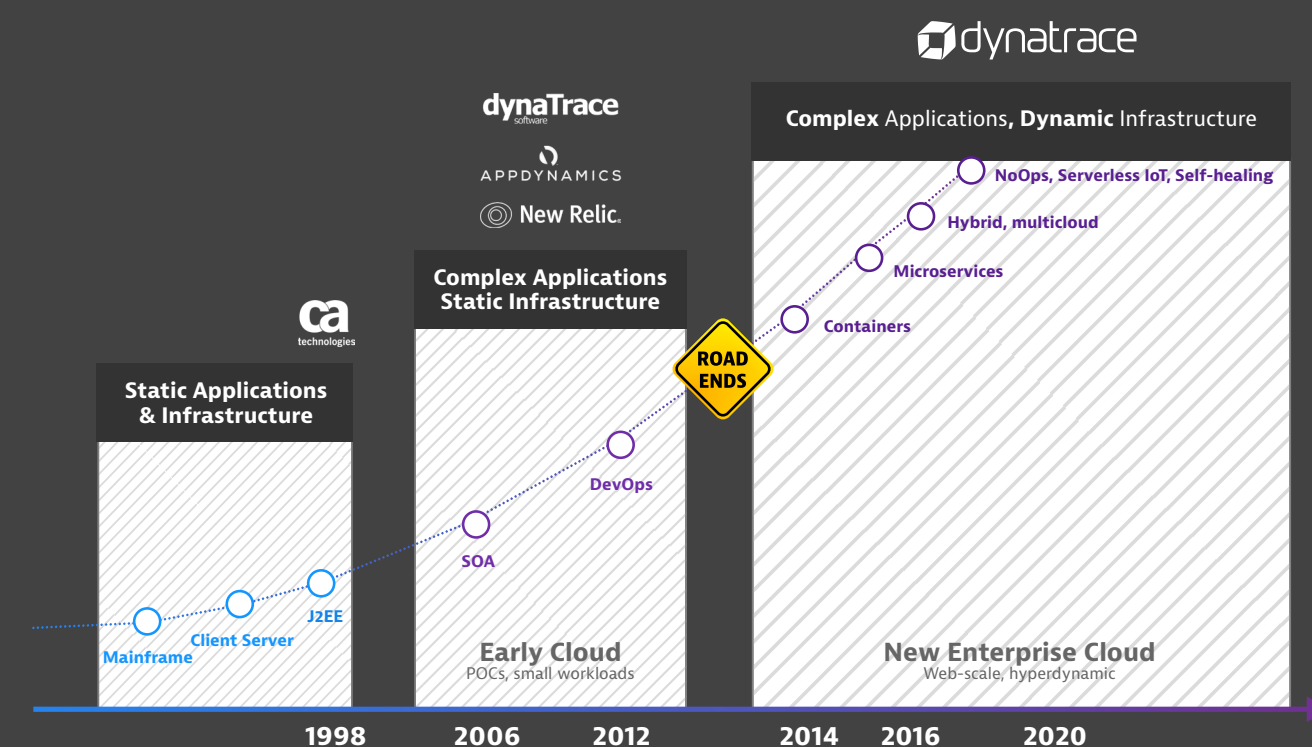 dynatrace
Complex Applications, Dynamic Infrastructure
NoOps, Serverless IoT, Self-healing
Hybrid, multicloud
Microservices
Containers
New Enterprise Cloud
Web-scale, hyperdynamic
dynaTrace
software
APPDYNAMICS
New Relic.
Complex Applications
Static Infrastructure
ROAD
ENDS
DevOps
SOA
Early Cloud
POCs, small workloads
ca
technologies
Static Applications
& Infrastructure
J2EE
Client Server
Mainframe
1998 2006 2012 2014 2016 2020